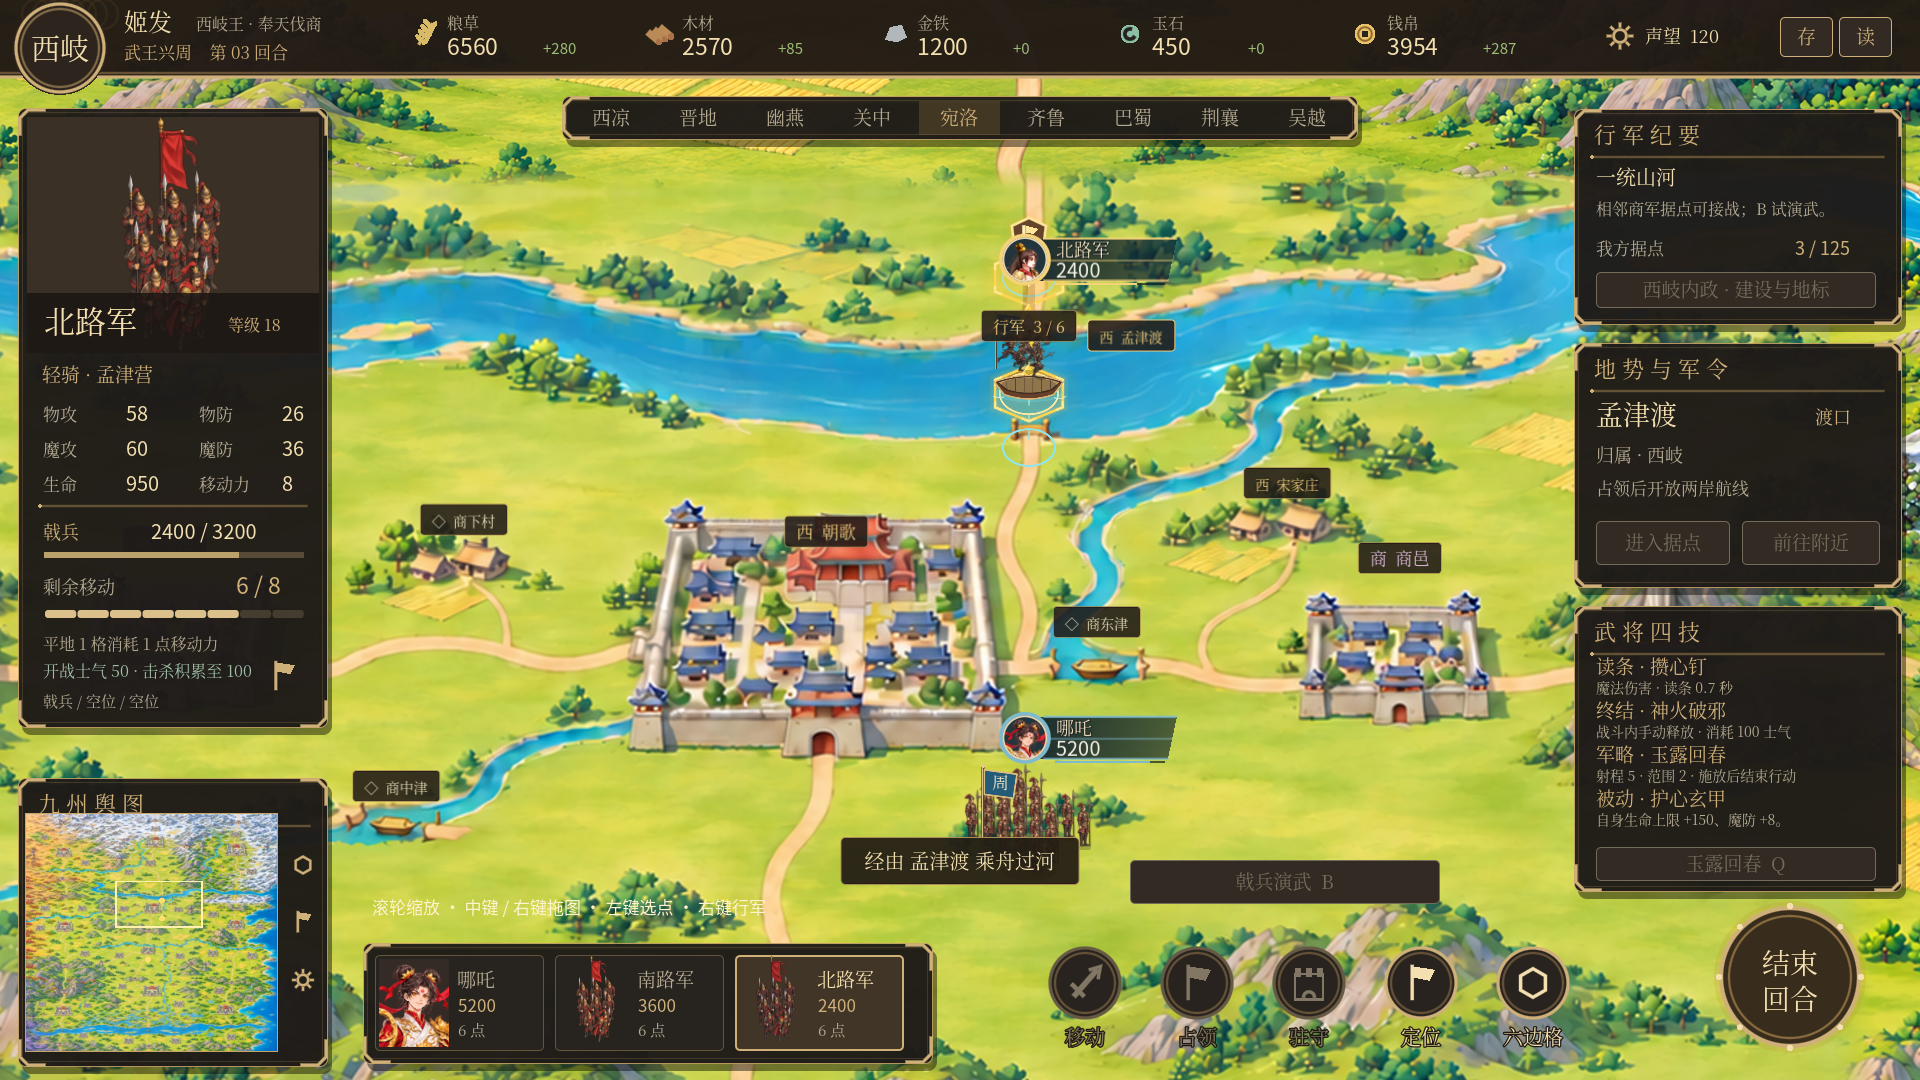 西岐
姬发 西岐王 · 奉天伐商
武王兴周 第 03 回合
粮草
6560 +280
木材
2570 +85
金铁
1200 +0
玉石
450 +0
钱帛
3954 +287
声望 120
存 读
西凉 晋地 幽燕 关中 宛洛 齐鲁 巴蜀 荆襄 吴越
北路军 等级 18
轻骑 · 孟津营
物攻 58 物防 26
魔攻 60 魔防 36
生命 950 移动力 8
戟兵 2400 / 3200
剩余移动 6 / 8
平地 1 格消耗 1 点移动力
开战士气 50 · 击杀积累至 100
戟兵 / 空位 / 空位
九州舆图
北路军
2400
行军 3 / 6
西 孟津渡
西 宋家庄
◇ 商下村
西 朝歌
商 商邑
◇ 商东津
哪吒
5200
周
◇ 商中津
经由 孟津渡 乘舟过河
戟兵演武 B
滚轮缩放 · 中键 / 右键拖图 · 左键选点 · 右键行军
哪吒
5200
6 点
南路军
3600
6 点
北路军
2400
6 点
移动 占领 驻守 定位 六边格
结束
回合
行军纪要
一统山河
相邻商军据点可接战；B 试演武。
我方据点 3 / 125
西岐内政 · 建设与地标
地势与军令
孟津渡 渡口
归属 · 西岐
占领后开放两岸航线
进入据点 前往附近
武将四技
读条 · 攒心钉
魔法伤害 · 读条 0.7 秒
终结 · 神火破邪
战斗内手动释放 · 消耗 100 士气
军略 · 玉露回春
射程 5 · 范围 2 · 施放后结束行动
被动 · 护心玄甲
自身生命上限 +150、魔防 +8。
玉露回春 Q